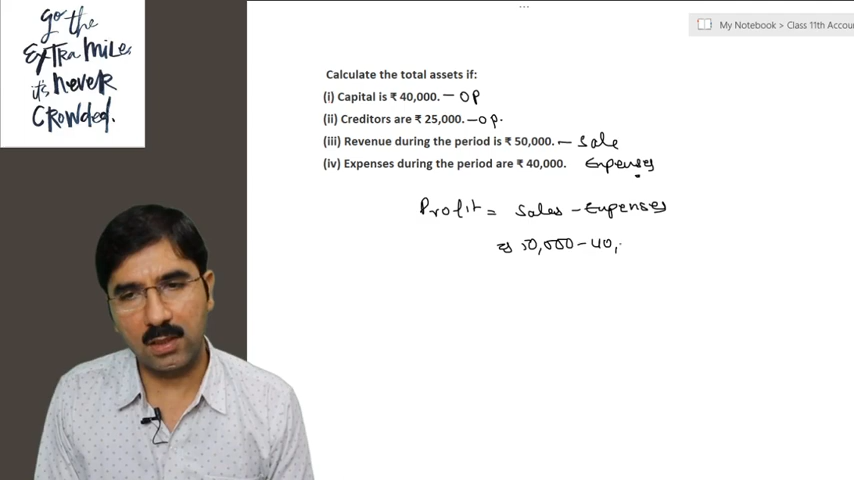 go the
EXTRA MILE,
it's NEVER
CROWDED.
My Notebook > Class 11th Accou
Calculate the total assets if:
(i) Capital is ₹ 40,000. – OP
(ii) Creditors are ₹ 25,000. – OP.
(iii) Revenue during the period is ₹ 50,000. – Sale
(iv) Expenses during the period are ₹ 40,000. Expenses
Profit = Sales – Expenses
50,000 – 40,